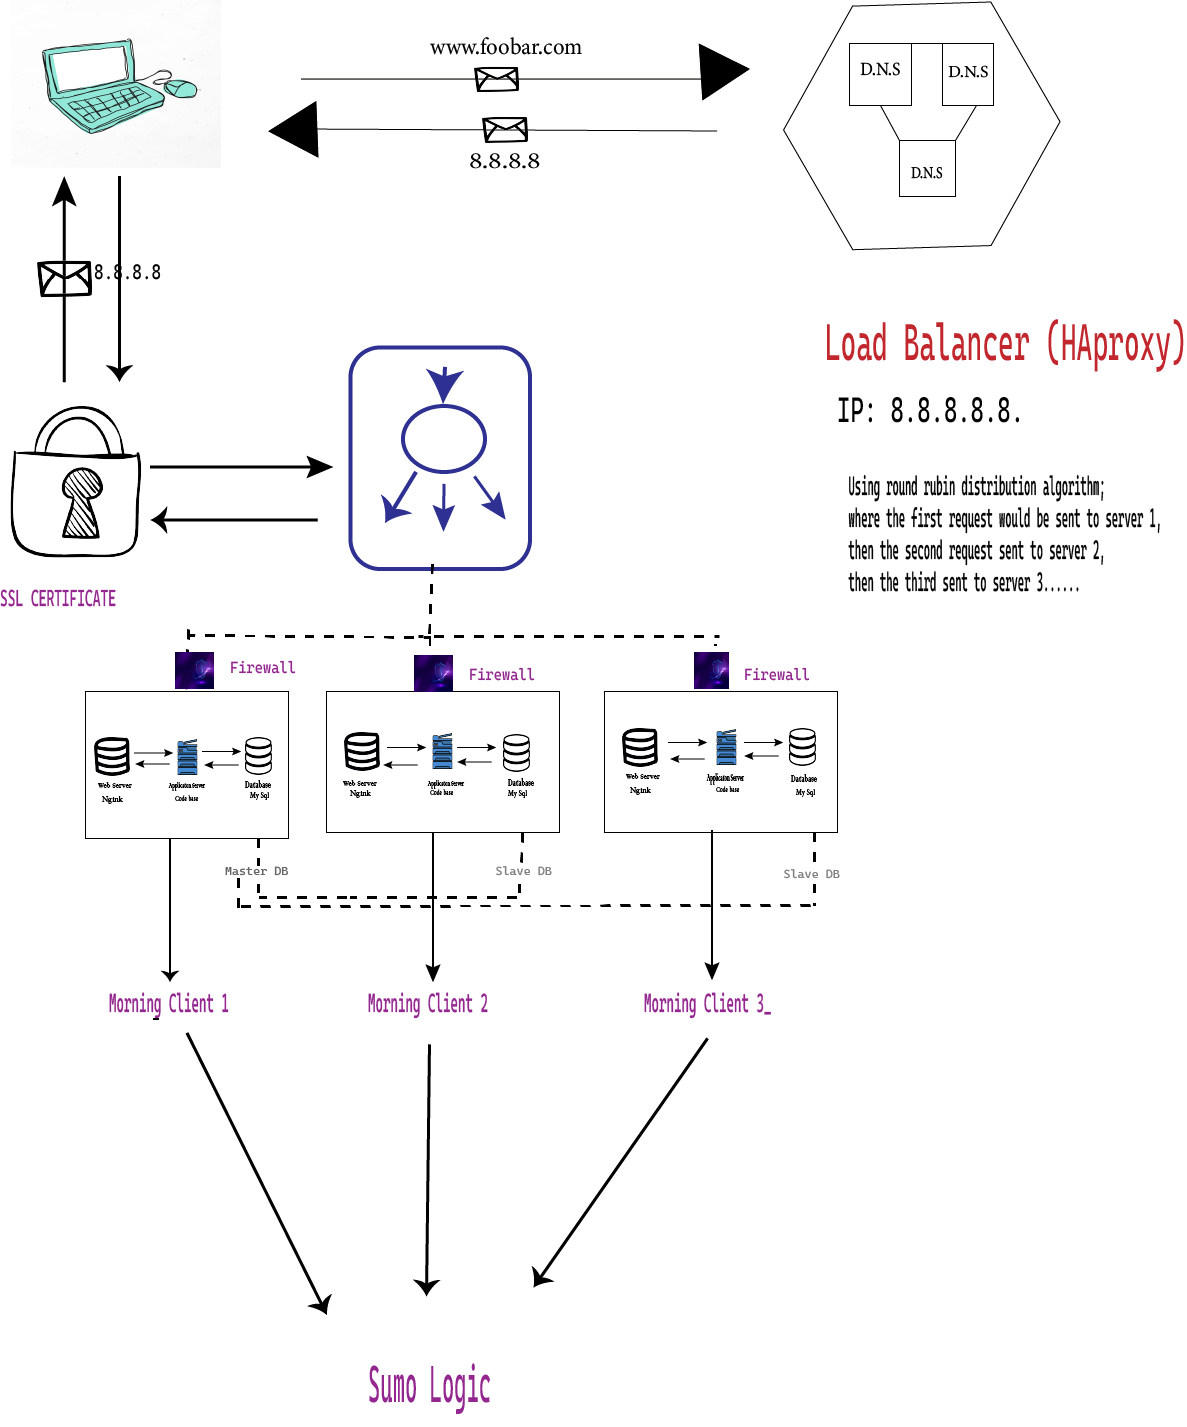 www.foobar.com
8.8.8.8
D.N.S
D.N.S
D.N.S
8.8.8.8
Load Balancer (HAproxy)
IP: 8.8.8.8.8.
Using round rubin distribution algorithm;
where the first request would be sent to server 1,
then the second request sent to server 2,
then the third sent to server 3......
SSL CERTIFICATE
Firewall
Firewall
Firewall
Web Server
Ngink
Application Server
Code base
Database
My Sql
Web Server
Ngink
Application Server
Code base
Database
My Sql
Web Server
Ngink
Application Server
Code base
Database
My Sql
Master DB
Slave DB
Slave DB
Morning Client 1
Morning Client 2
Morning Client 3_
Sumo Logic